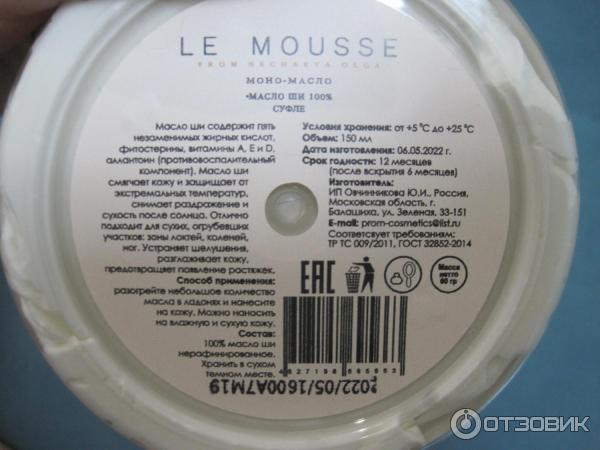 LE MOUSSE
FROM NECHAEVA OLGA
МОНО-МАСЛО
•МАСЛО ШИ 100%
СУФЛЕ
Масло ши содержит пять
незаменимых жирных кислот,
фитостерины, витамины А, Е и D,
аллантоин (противовоспалительный
компонент). Масло ши
смягчает кожу и защищает от
экстремальных температур,
снимает раздражение и
сухость после солнца. Отлично
подходит для сухих, огрубевших
участков: зоны локтей, коленей,
ног. Устраняет шелушения,
разглаживает кожу,
предотвращает появление растяжек.
Способ применения:
разогрейте небольшое количество
масла в ладонях и нанесите
на кожу. Можно наносить
на влажную и сухую кожу.
Состав:
100% масло ши
нерафинированное.
Хранить в сухом
темном месте.
Условия хранения: от +5 °С до +25 °С
Объем: 150 мл
Дата изготовления: 06.05.2022 г.
Срок годности: 12 месяцев
(после вскрытия 6 месяцев)
Изготовитель:
ИП Овчинникова Ю.И., Россия,
Московская область, г.
Балашиха, ул. Зеленая, 33-151
E-mail: prom-cosmetics@list.ru
Соответствует требованиям:
ТР ТС 009/2011, ГОСТ 32852-2014
EAC
Масса
нетто
60 гр
2022/05/1600A7M19
ОТЗОВИК